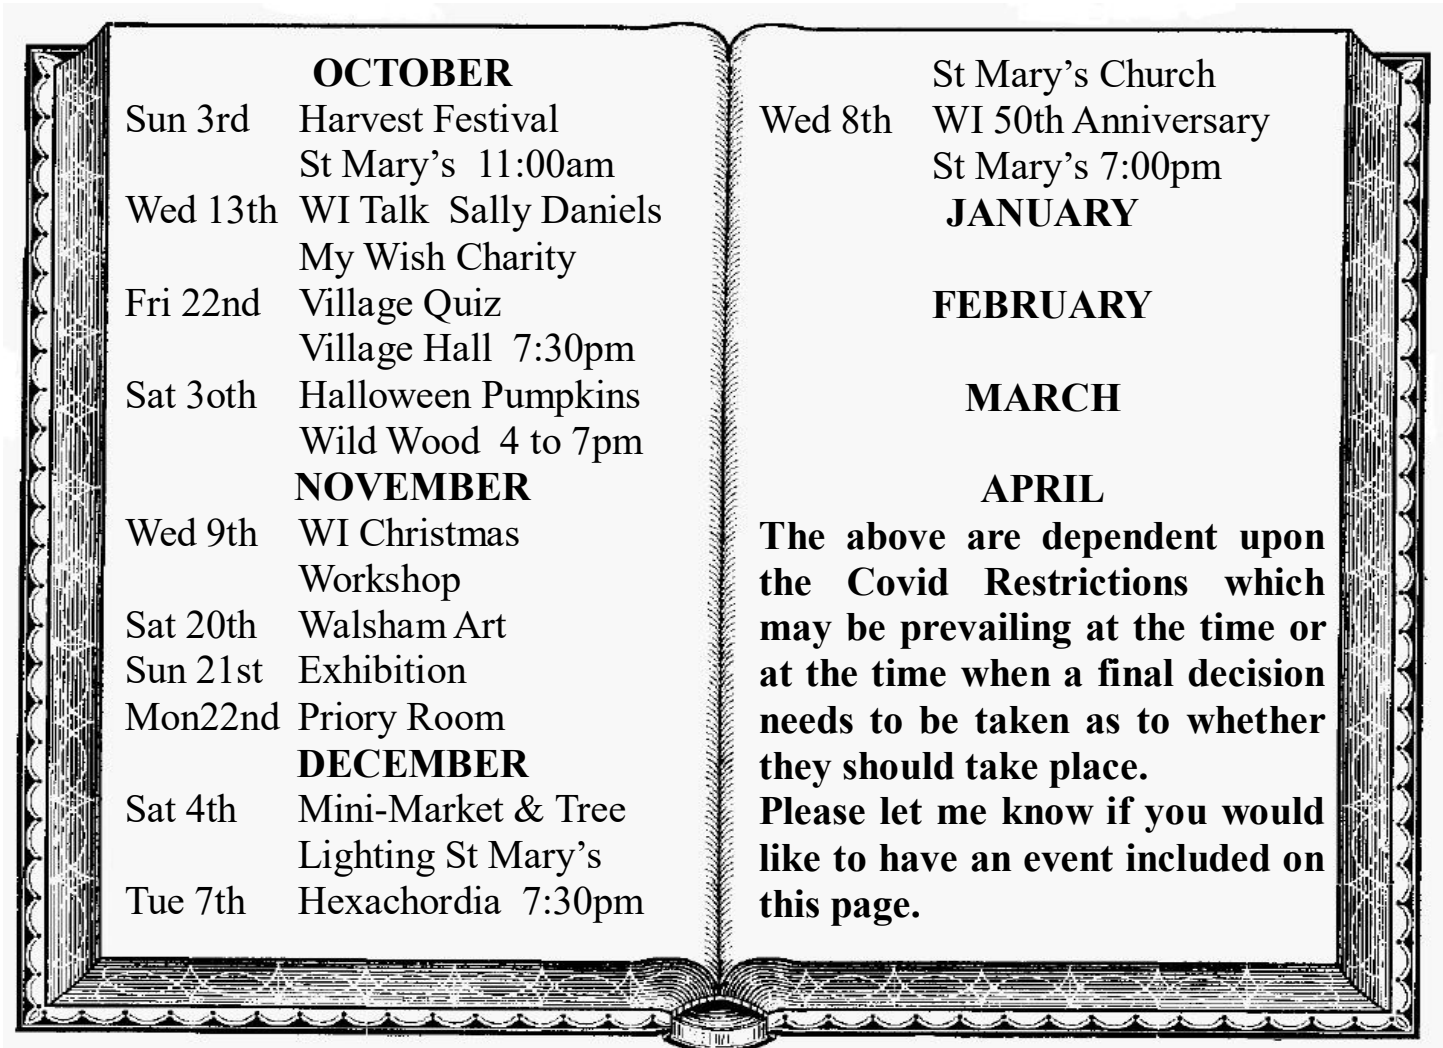 OCTOBER
Sun 3rd Harvest Festival
St Mary's 11:00am
Wed 13th WI Talk Sally Daniels
My Wish Charity
Fri 22nd Village Quiz
Village Hall 7:30pm
Sat 3oth Halloween Pumpkins
Wild Wood 4 to 7pm
NOVEMBER
Wed 9th WI Christmas
Workshop
Sat 20th Walsham Art
Sun 21st Exhibition
Mon22nd Priory Room
DECEMBER
Sat 4th Mini-Market & Tree
Lighting St Mary's
Tue 7th Hexachordia 7:30pm
St Mary's Church
Wed 8th WI 50th Anniversary
St Mary's 7:00pm
JANUARY
FEBRUARY
MARCH
APRIL
The above are dependent upon
the Covid Restrictions which
may be prevailing at the time or
at the time when a final decision
needs to be taken as to whether
they should take place.
Please let me know if you would
like to have an event included on
this page.